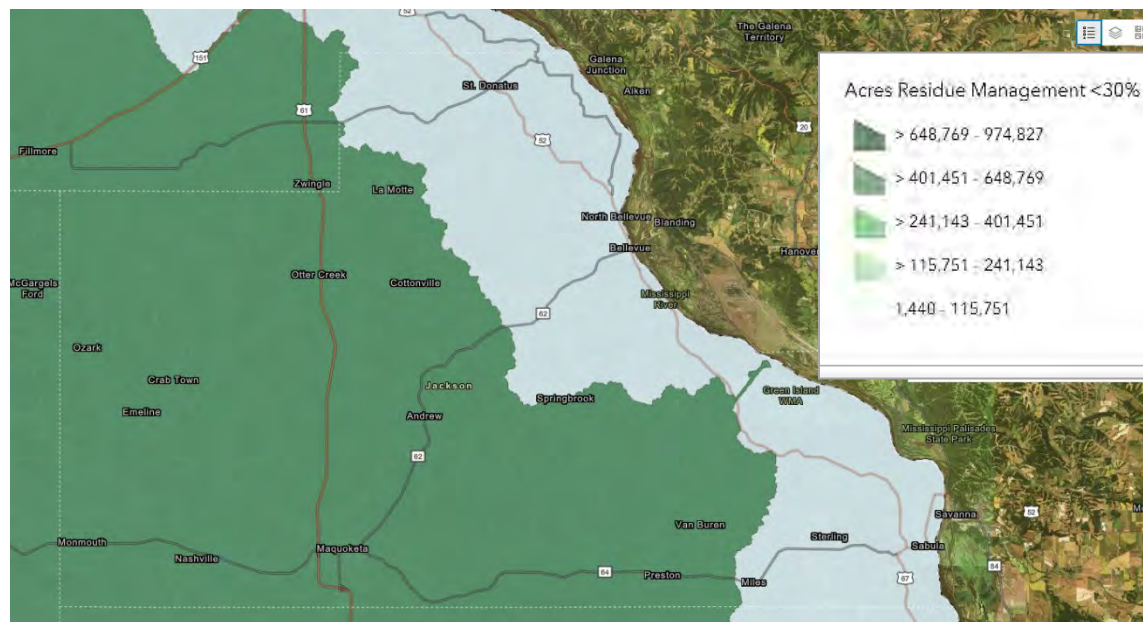 52
The Galena
Territory
151
Galena
Junction
St. Donatus
Aiken
61
20
52
Fillmore
Zwingle
La Motte
North Bellevue
Blanding
Bellevue
Hanover
Otter Creek
Cottonville
McGargels
Ford
Mississippi
River
62
Ozark
Crab Town
Jackson
Green Island
WMA
Springbrook
Emeline
Andrew
Mississippi Palisades
State Park
62
Savanna
52
Van Buren
Sterling
Monmouth
Maquoketa
Sabula
Nashville
64
Preston
Miles
67
84
Acres Residue Management <30%
> 648,769 - 974,827
> 401,451 - 648,769
> 241,143 - 401,451
> 115,751 - 241,143
1,440 - 115,751